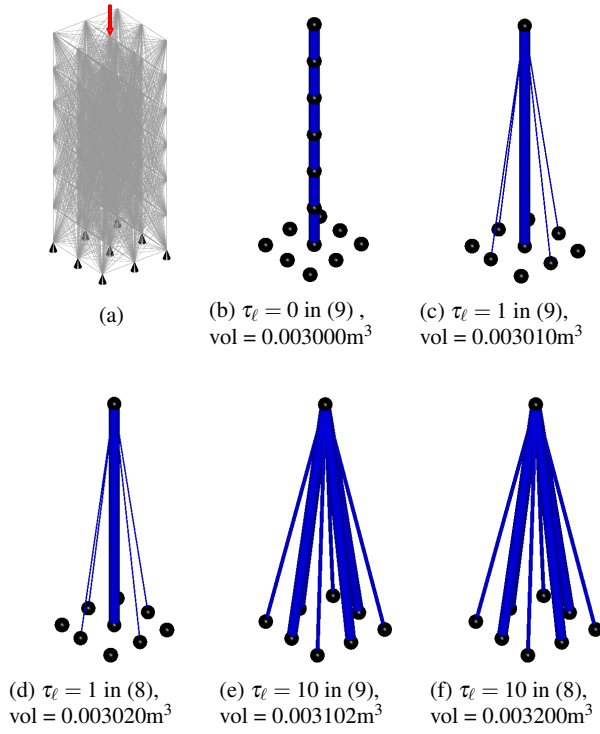 (a)
(b) τℓ = 0 in (9) ,
vol = 0.003000m³
(c) τℓ = 1 in (9),
vol = 0.003010m³
(d) τℓ = 1 in (8),
vol = 0.003020m³
(e) τℓ = 10 in (9),
vol = 0.003102m³
(f) τℓ = 10 in (8),
vol = 0.003200m³